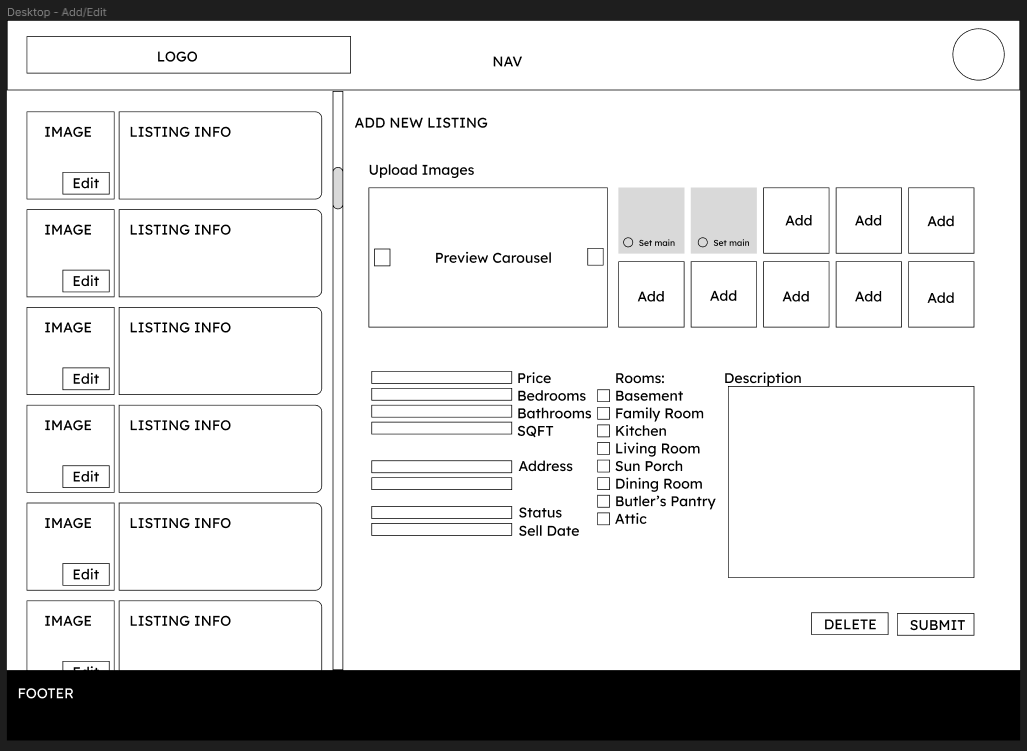 Desktop - Add/Edit
LOGO
NAV
IMAGE
Edit
LISTING INFO
IMAGE
Edit
LISTING INFO
IMAGE
Edit
LISTING INFO
IMAGE
Edit
LISTING INFO
IMAGE
Edit
LISTING INFO
IMAGE
Edit
LISTING INFO
ADD NEW LISTING
Upload Images
Preview Carousel
Set main
Set main
Add
Add
Add
Add
Add
Add
Add
Add
Price
Bedrooms
Bathrooms
SQFT
Address
Status
Sell Date
Rooms:
Basement
Family Room
Kitchen
Living Room
Sun Porch
Dining Room
Butler’s Pantry
Attic
Description
DELETE
SUBMIT
FOOTER